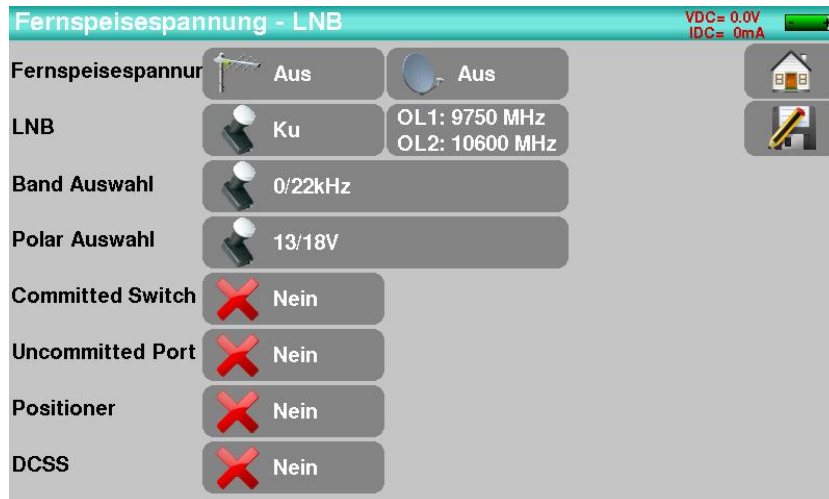 Fernspeisespannung - LNB
VDC= 0.0V
IDC= 0mA
Fernspeisespannur
Aus
Aus
LNB
Ku
OL1: 9750 MHz
OL2: 10600 MHz
Band Auswahl
0/22kHz
Polar Auswahl
13/18V
Committed Switch
Nein
Uncommitted Port
Nein
Positioner
Nein
DCSS
Nein